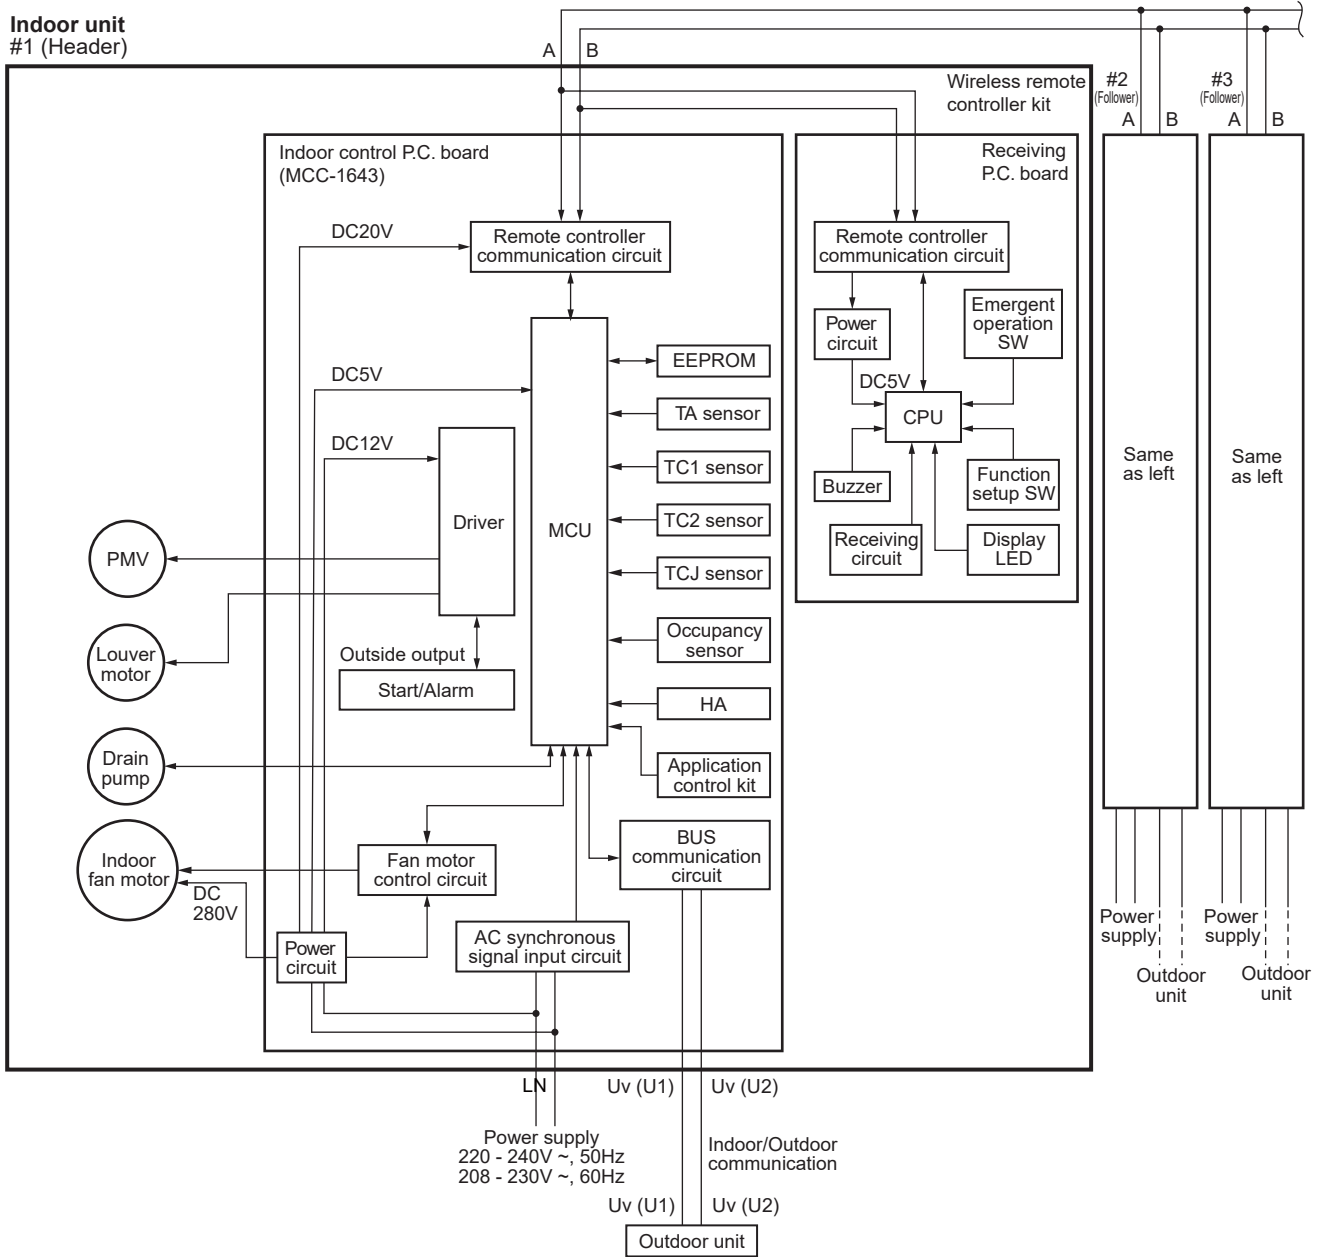 Indoor unit
#1 (Header)
A
B
Wireless remote
controller kit
#2
(Follower)
A
B
#3
(Follower)
A
B
Indoor control P.C. board
(MCC-1643)
Receiving
P.C. board
DC20V
Remote controller
communication circuit
Remote controller
communication circuit
Power
circuit
Emergent
operation
SW
DC5V
EEPROM
DC5V
TA sensor
CPU
DC12V
TC1 sensor
Buzzer
Function
setup SW
Driver
MCU
TC2 sensor
Receiving
circuit
Display
LED
Same
as left
Same
as left
PMV
TCJ sensor
Louver
motor
Outside output
Start/Alarm
Occupancy
sensor
HA
Drain
pump
Application
control kit
Indoor
fan motor
DC
280V
Fan motor
control circuit
BUS
communication
circuit
Power
circuit
AC synchronous
signal input circuit
Power
supply
Outdoor
unit
Power
supply
Outdoor
unit
LN
Uv (U1)
Uv (U2)
Power supply
220 - 240V ~, 50Hz
208 - 230V ~, 60Hz
Indoor/Outdoor
communication
Uv (U1)
Uv (U2)
Outdoor unit